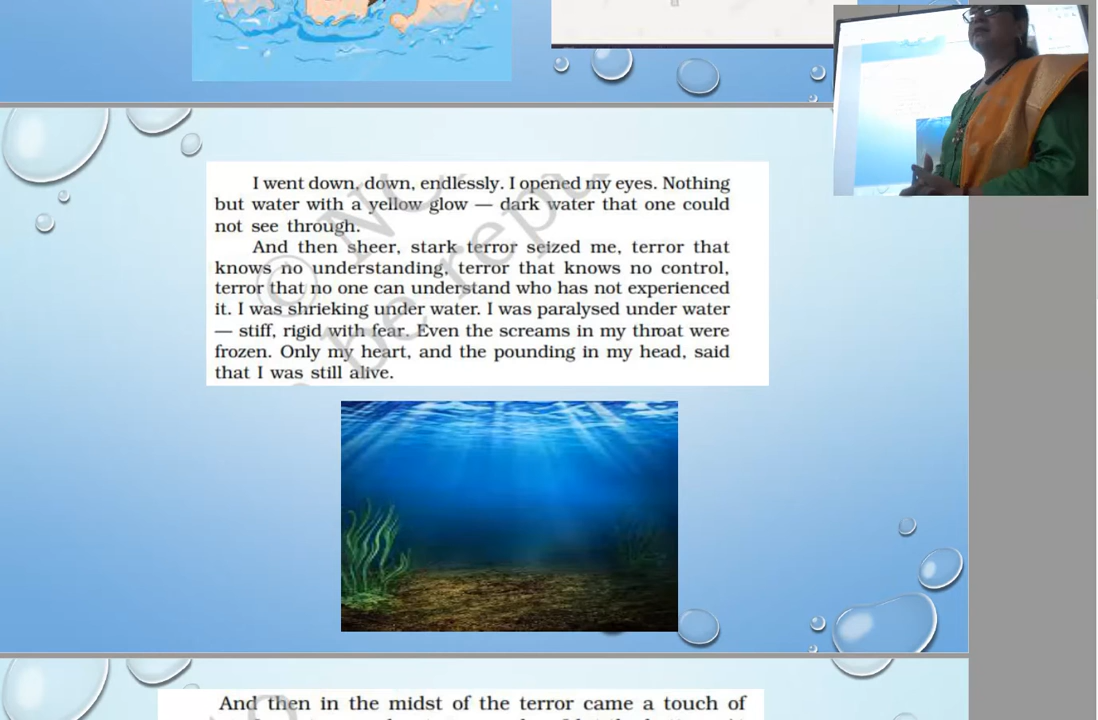 I went down, down, endlessly. I opened my eyes. Nothing
but water with a yellow glow — dark water that one could
not see through.
And then sheer, stark terror seized me, terror that
knows no understanding, terror that knows no control,
terror that no one can understand who has not experienced
it. I was shrieking under water. I was paralysed under water
— stiff, rigid with fear. Even the screams in my throat were
frozen. Only my heart, and the pounding in my head, said
that I was still alive.
And then in the midst of the terror came a touch of